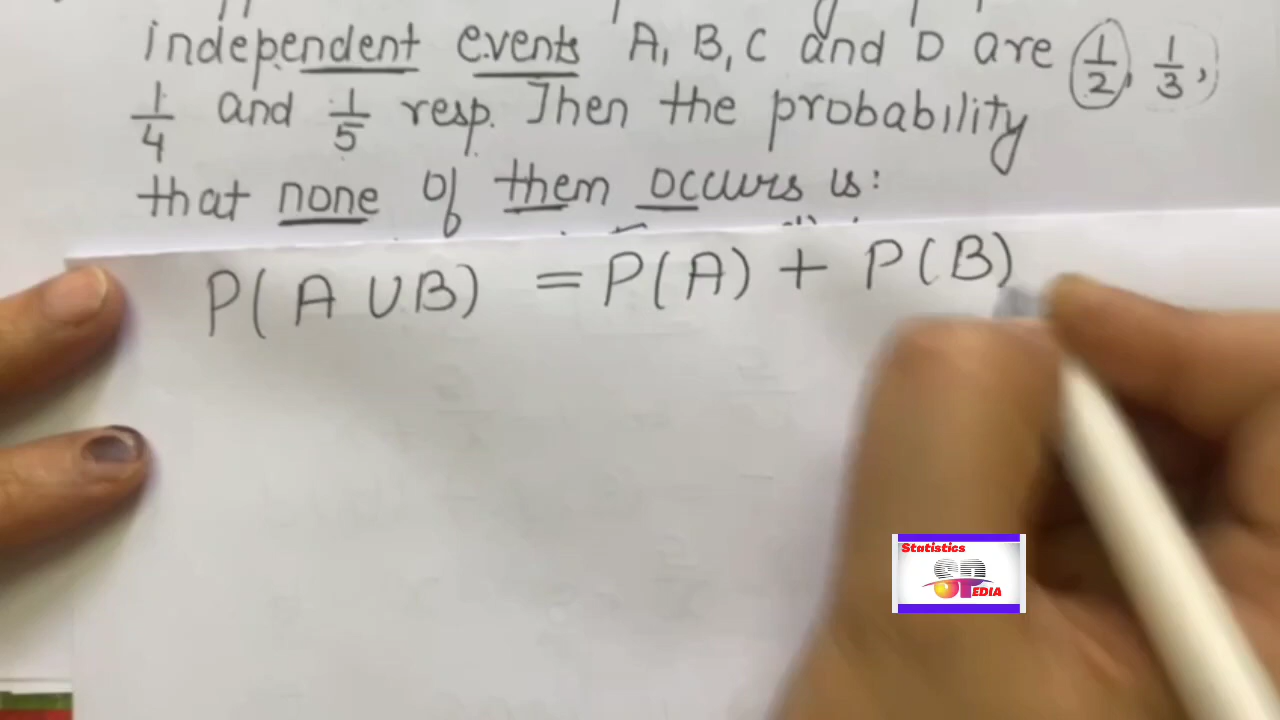 independent events A, B, C and D are 1/2, 1/3,
1/4 and 1/5 resp. Then the probability
that none of them occurs is:
P(A ∪ B) = P(A) + P(B)
Statistics
EDIA